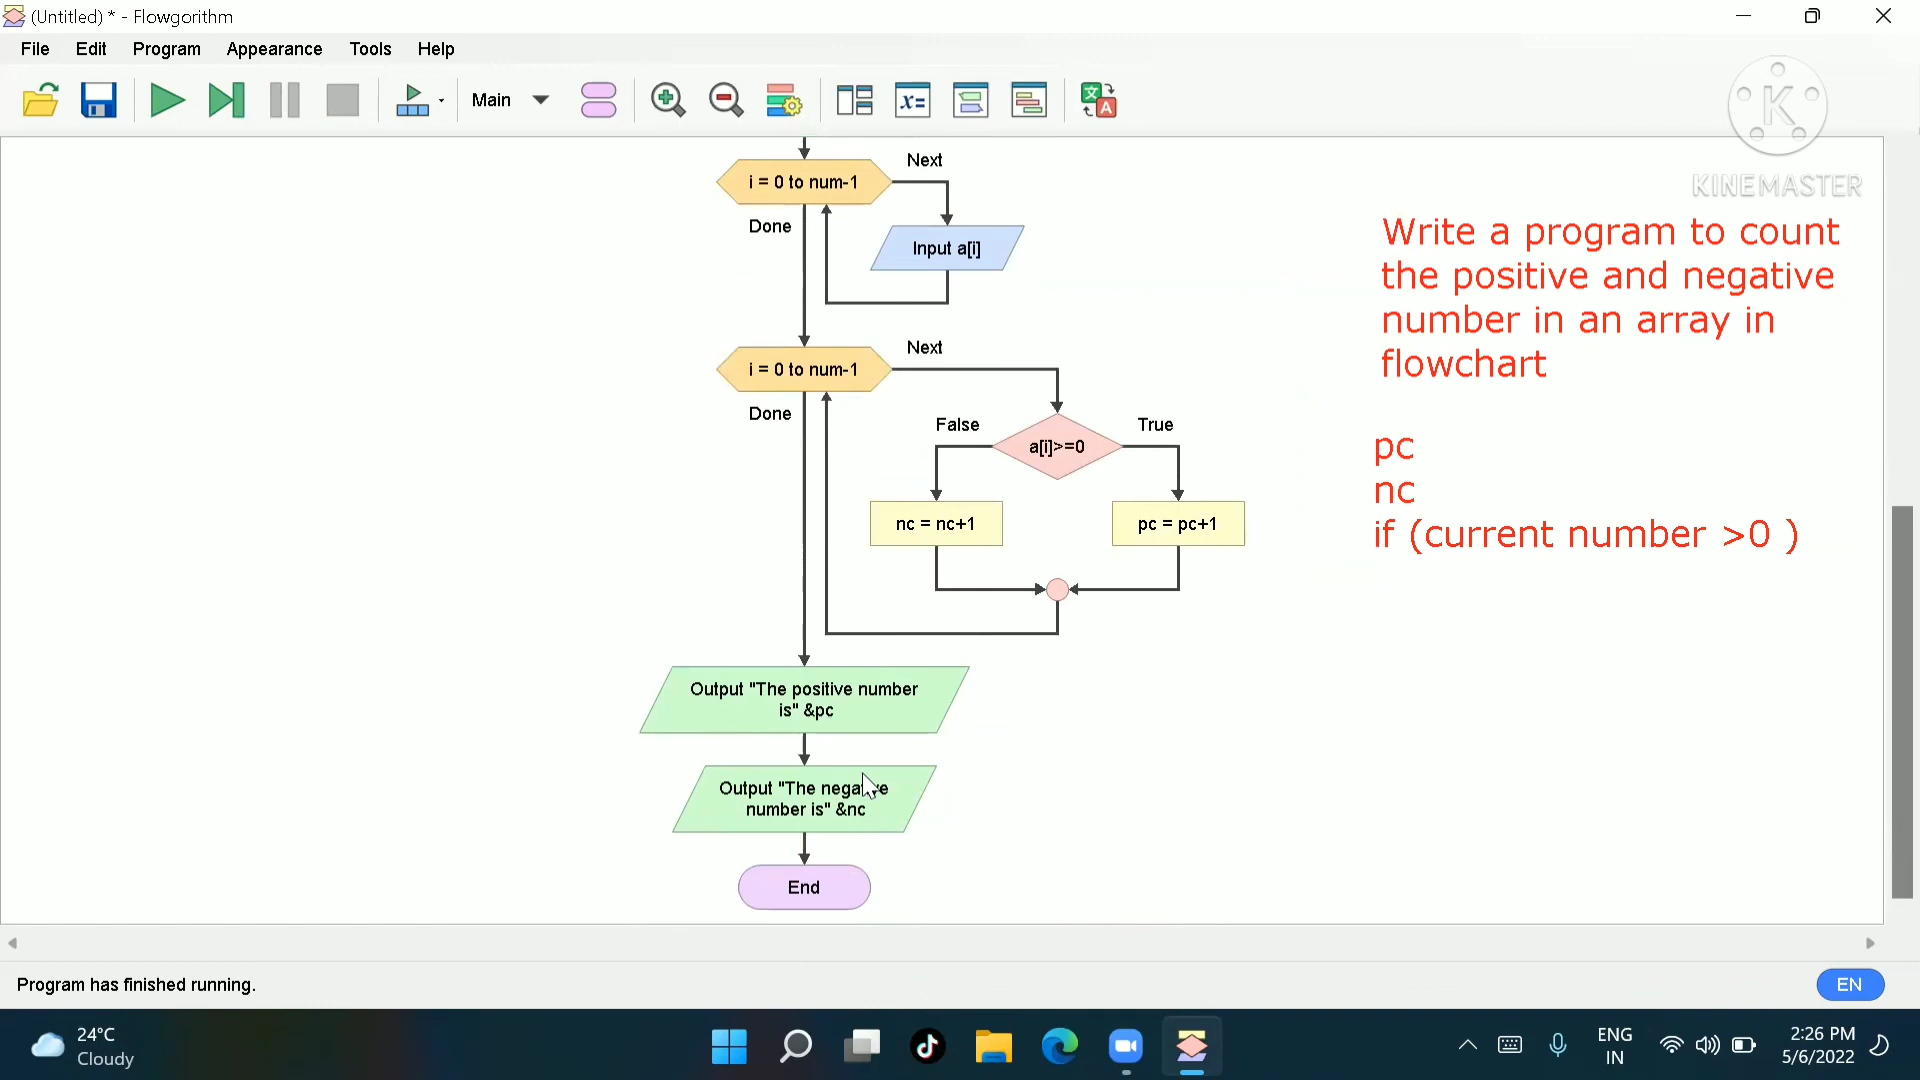 (Untitled) * - Flowgorithm
File Edit Program Appearance Tools Help
Main
x=
文 A
K
KINEMASTER
Next
i = 0 to num-1
Done
Input a[i]
Next
i = 0 to num-1
Done
False
True
a[i]>=0
nc = nc+1
pc = pc+1
Output "The positive number
is" &pc
Output "The negative
number is" &nc
End
Write a program to count
the positive and negative
number in an array in
flowchart
pc
nc
if (current number >0 )
Program has finished running.
EN
24°C
Cloudy
ENG
IN
2:26 PM
5/6/2022